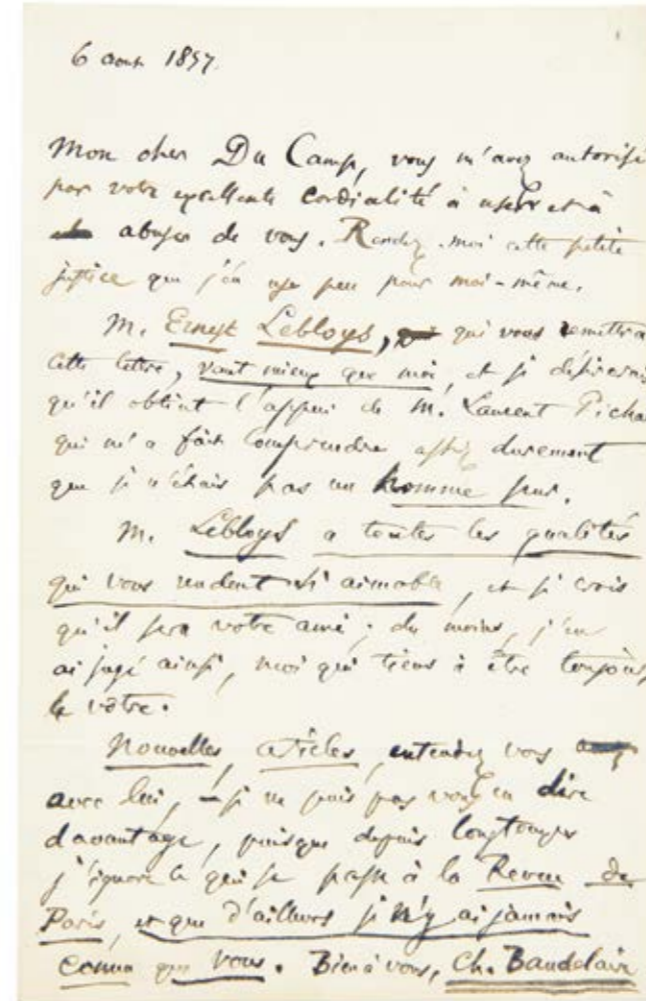 6 aout 1857.
Mon cher Du Camp, vous m'avez autorisé
par votre excellente cordialité à user et à
abuser de vous. Rendez-moi cette petite
justice que j'en use peu pour moi-même.
M. Ernest Lebloys, qui vous remettra
cette lettre, vaut mieux que moi, et je désirerais
qu'il obtint l'appui de M. Laurent Picha
qui m'a fait comprendre assez durement
que je n'étais pas un homme pur.
M. Lebloys a toutes les qualités
qui vous rendent si aimable, et je crois
qu'il sera votre ami ; du moins, j'en
ai jugé ainsi, moi qui tiens à être toujours
le vôtre.
Nouvelles, articles, entendez vous
avec lui, – je ne puis pas vous en dire
davantage, puisque depuis longtemps
j'ignore ce qui se passe à la Revue de
Paris, et que d'ailleurs je n'y ai jamais
connu que vous. Bien à vous, Ch. Baudelaire